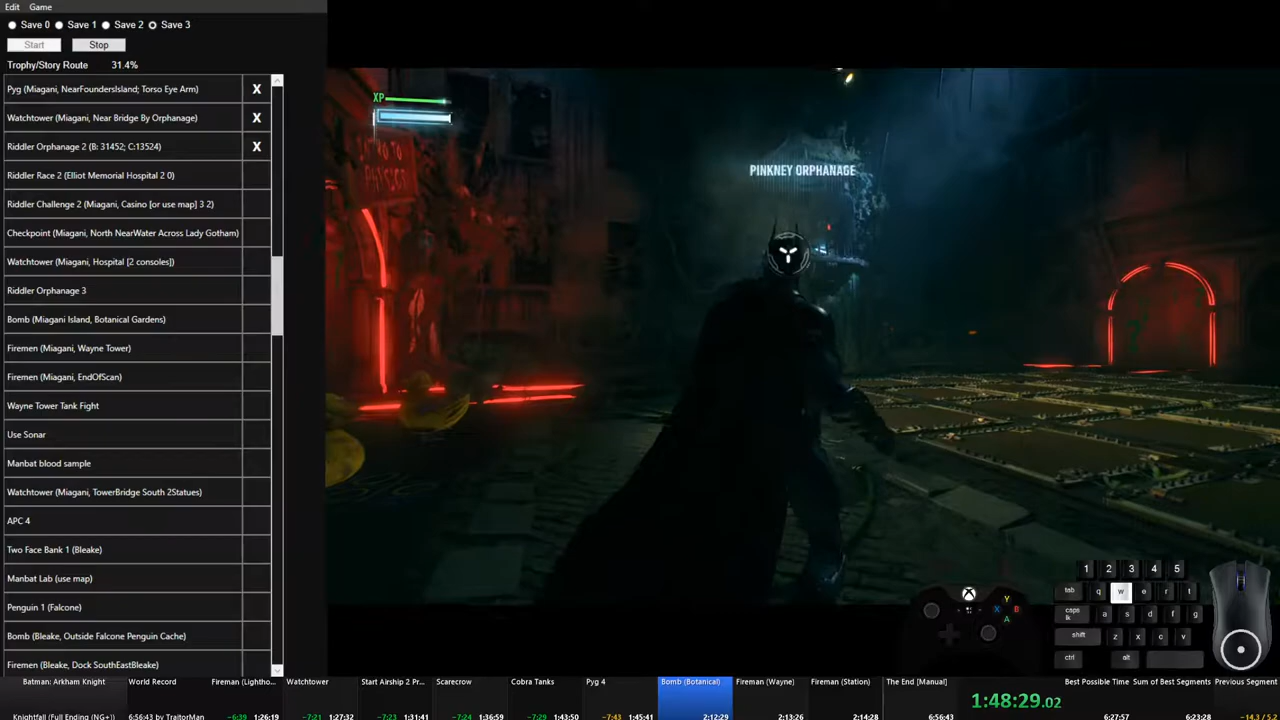 Edit Game
Save 0 Save 1 Save 2 Save 3
Start Stop
Trophy/Story Route 31.4%
Pyg (Miagani, NearFoundersIsland; Torso Eye Arm) X
Watchtower (Miagani, Near Bridge By Orphanage) X
Riddler Orphanage 2 (B: 31452; C:13524) X
Riddler Race 2 (Elliot Memorial Hospital 2 0)
Riddler Challenge 2 (Miagani, Casino [or use map] 3 2)
Checkpoint (Miagani, North NearWater Across Lady Gotham)
Watchtower (Miagani, Hospital [2 consoles])
Riddler Orphanage 3
Bomb (Miagani Island, Botanical Gardens)
Firemen (Miagani, Wayne Tower)
Firemen (Miagani, EndOfScan)
Wayne Tower Tank Fight
Use Sonar
Manbat blood sample
Watchtower (Miagani, TowerBridge South 2Statues)
APC 4
Two Face Bank 1 (Bleake)
Manbat Lab (use map)
Penguin 1 (Falcone)
Bomb (Bleake, Outside Falcone Penguin Cache)
Firemen (Bleake, Dock SouthEastBleake)
XP
INTRO TO
PHYSICS
PINKNEY ORPHANAGE
Y
X B
A
1 2 3 4 5
tab q w e r t
caps lk a s d f g
shift z x c v
ctrl alt
Batman: Arkham Knight World Record Fireman (Lightho... Watchtower Start Airship 2 Pr... Scarecrow Cobra Tanks Pyg 4 Bomb (Botanical) Fireman (Wayne) Fireman (Station) The End [Manual] 1:48:29.02 Best Possible Time Sum of Best Segments Previous Segment
Knightfall (Full Ending (NG+)) 6:56:43 by TraitorMan -6:39 1:26:19 -7:21 1:27:32 -7:23 1:31:41 -7:24 1:36:59 -7:29 1:43:50 -7:43 1:45:41 2:12:29 2:13:26 2:14:28 6:56:43 6:27:57 6:23:28 -14.3 / 5.2